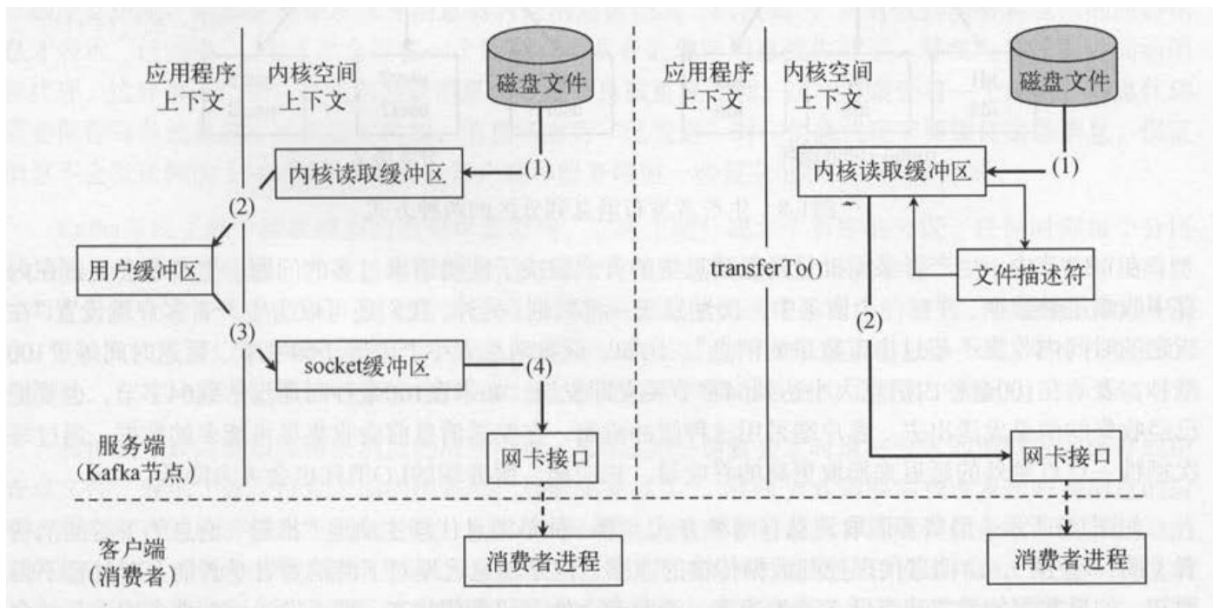 应用程序
上下文
内核空间
上下文
磁盘文件
内核读取缓冲区
(1)
(2)
用户缓冲区
(3)
socket缓冲区
(4)
服务端
(Kafka节点)
网卡接口
客户端
(消费者)
消费者进程
应用程序
上下文
内核空间
上下文
磁盘文件
内核读取缓冲区
(1)
transferTo()
文件描述符
(2)
网卡接口
消费者进程